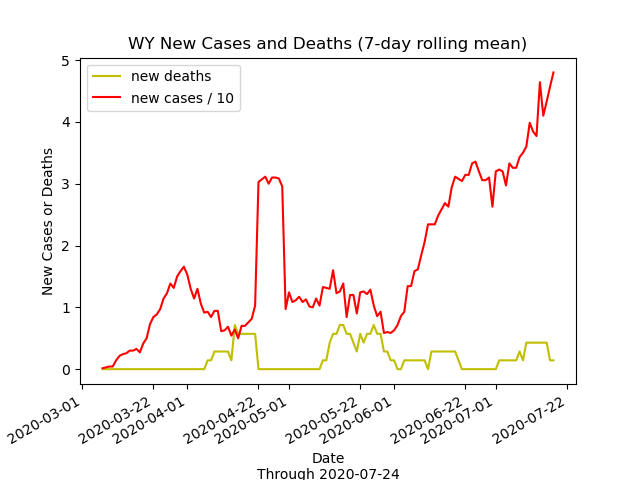 WY New Cases and Deaths (7-day rolling mean)
new deaths
new cases / 10
New Cases or Deaths
5
4
3
2
1
0
2020-03-01
2020-03-22
2020-04-01
2020-04-22
2020-05-01
2020-05-22
2020-06-01
2020-06-22
2020-07-01
2020-07-22
Date
Through 2020-07-24